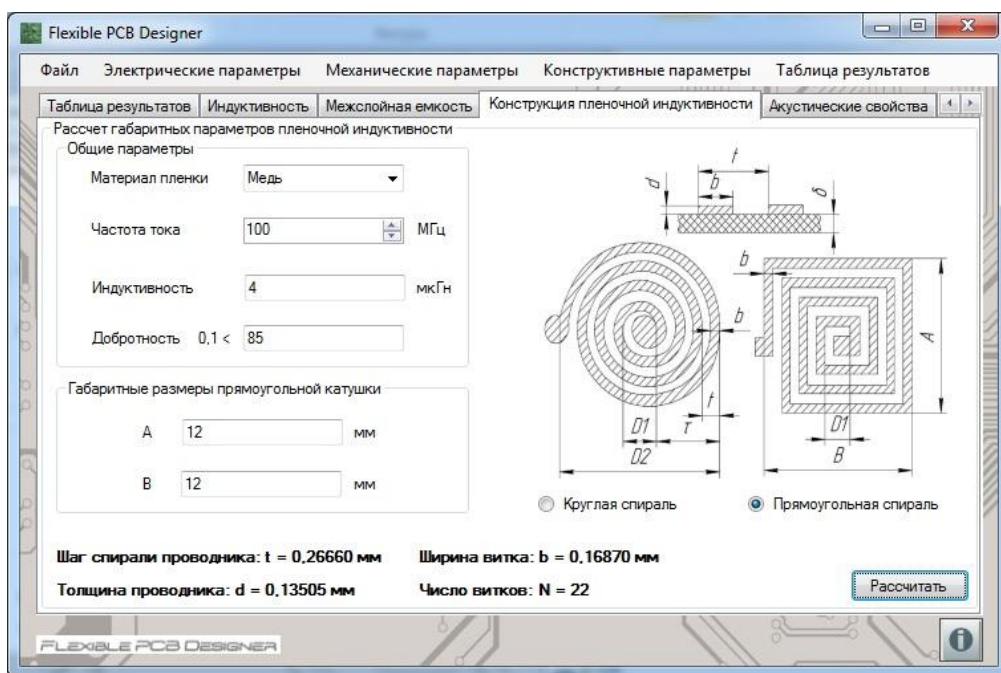 Flexible PCB Designer
Файл Электрические параметры Механические параметры Конструктивные параметры Таблица результатов
Таблица результатов Индуктивность Межслойная емкость Конструкция пленочной индуктивности Акустические свойства
Рассчет габаритных параметров пленочной индуктивности
Общие параметры
Материал пленки Медь
Частота тока 100 МГц
Индуктивность 4 мкГн
Добротность 0,1 < 85
Габаритные размеры прямоугольной катушки
A 12 мм
B 12 мм
t
d b δ
b
b A
t
D1 τ D1
D2 B
Круглая спираль Прямоугольная спираль
Шаг спирали проводника: t = 0,26660 мм Ширина витка: b = 0,16870 мм
Толщина проводника: d = 0,13505 мм Число витков: N = 22
Рассчитать
FLEXIBLE PCB DESIGNER